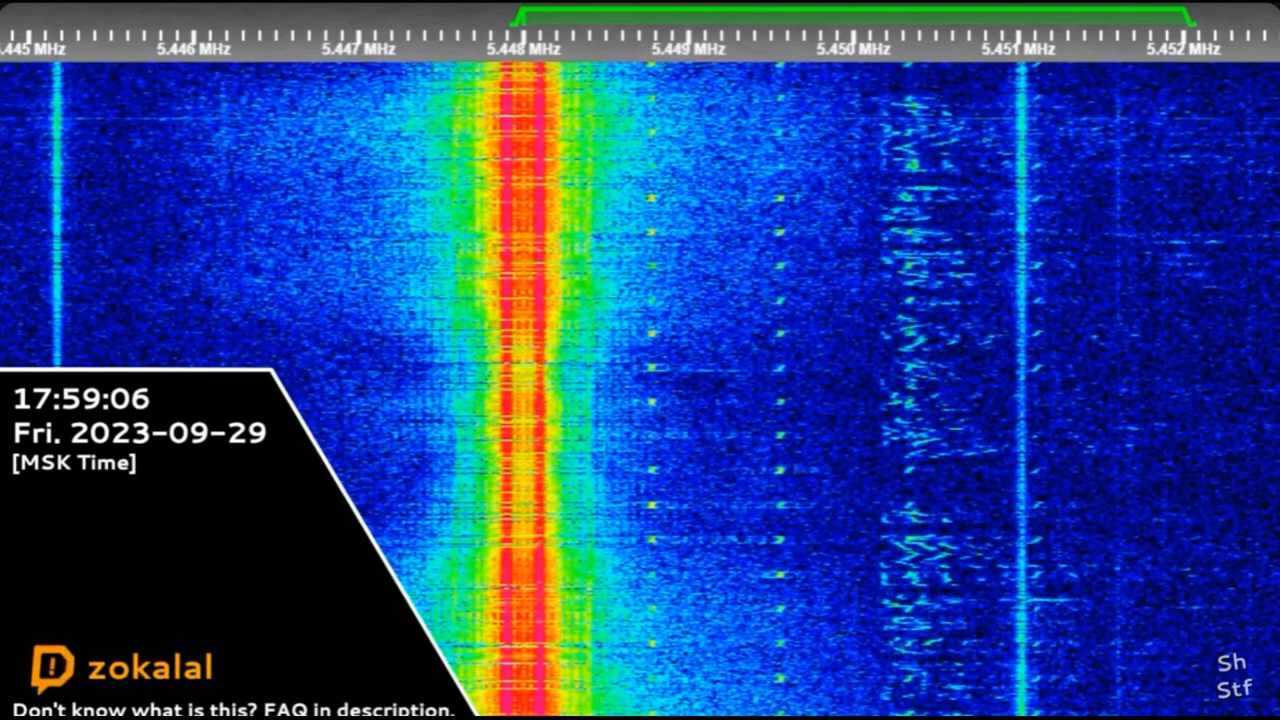 5.445 MHz 5.446 MHz 5.447 MHz 5.448 MHz 5.449 MHz 5.450 MHz 5.451 MHz 5.452 MHz
17:59:06
Fri. 2023-09-29
[MSK Time]
zokalal
Don't know what is this? FAQ in description.
Sh
Stf